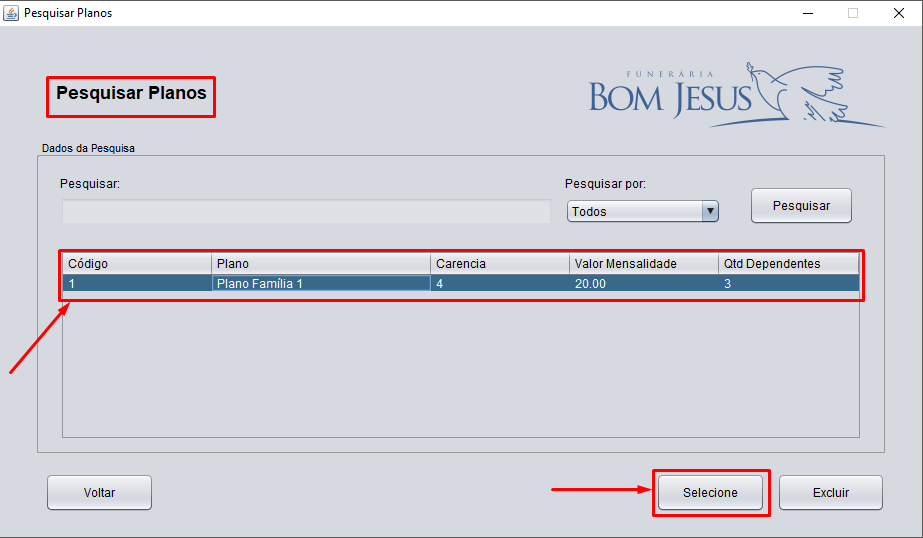 Pesquisar Planos
Pesquisar Planos
FUNERÁRIA
BOM JESUS
Dados da Pesquisa
Pesquisar:
Pesquisar por:
Todos
Pesquisar
Código Plano Carencia Valor Mensalidade Qtd Dependentes
1 Plano Família 1 4 20.00 3
Voltar
Selecione
Excluir